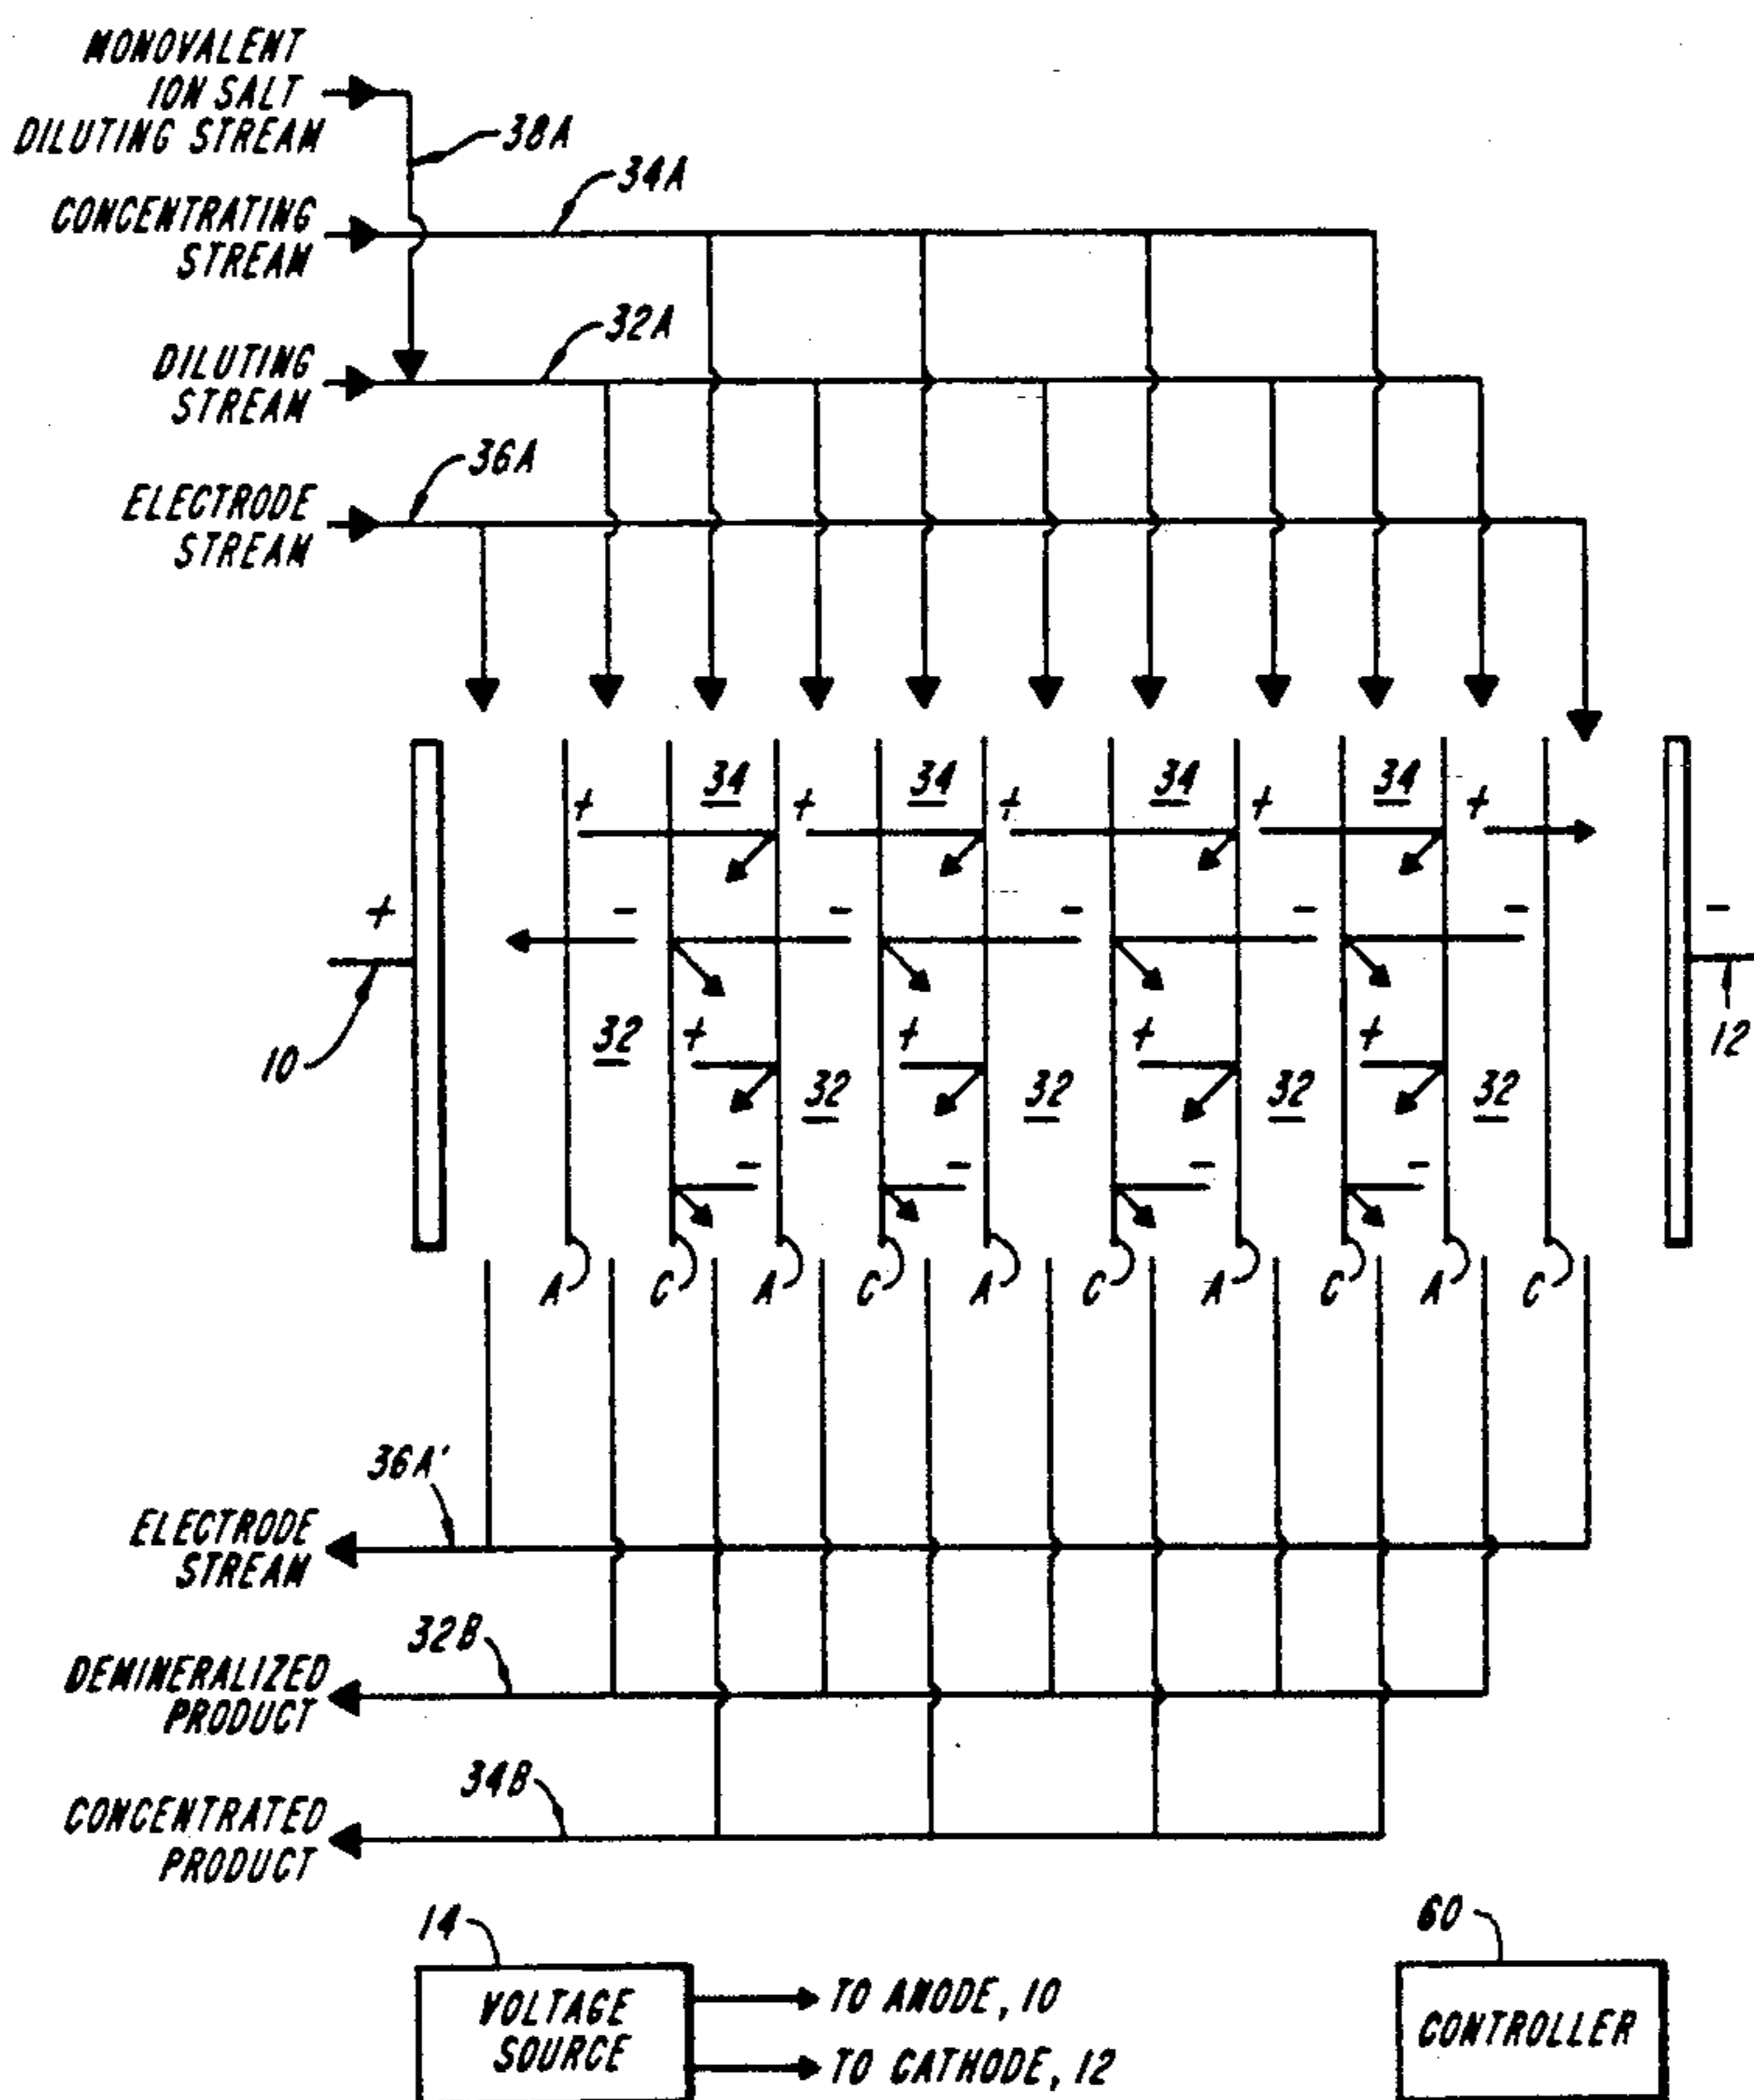 MONOVALENT
ION SALT
DILUTING STREAM
38A
34A
CONCENTRATING
STREAM
32A
DILUTING
STREAM
36A
ELECTRODE
STREAM
34 34 34 34
+ + + + +
- - - - -
+ -
10 12
32 + + + +
32 32 32 32
- - - -
A C A C A C A C A C
36A'
ELECTRODE
STREAM
32B
DEMINERALIZED
PRODUCT
34B
CONCENTRATED
PRODUCT
14
VOLTAGE
SOURCE
TO ANODE, 10
TO CATHODE, 12
60
CONTROLLER